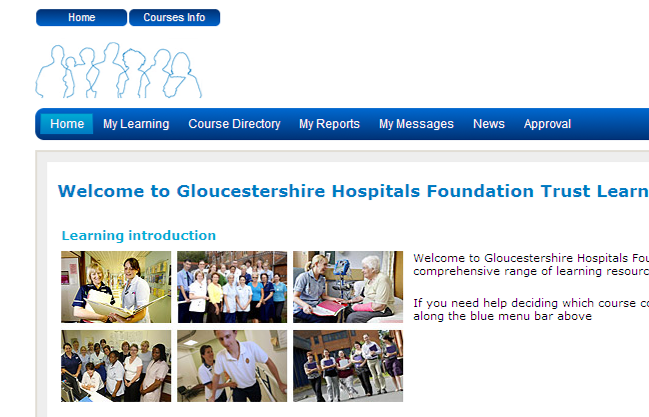 Home Courses Info
Home My Learning Course Directory My Reports My Messages News Approval
Welcome to Gloucestershire Hospitals Foundation Trust Learn
Learning introduction
Welcome to Gloucestershire Hospitals Fou
comprehensive range of learning resourc
If you need help deciding which course co
along the blue menu bar above